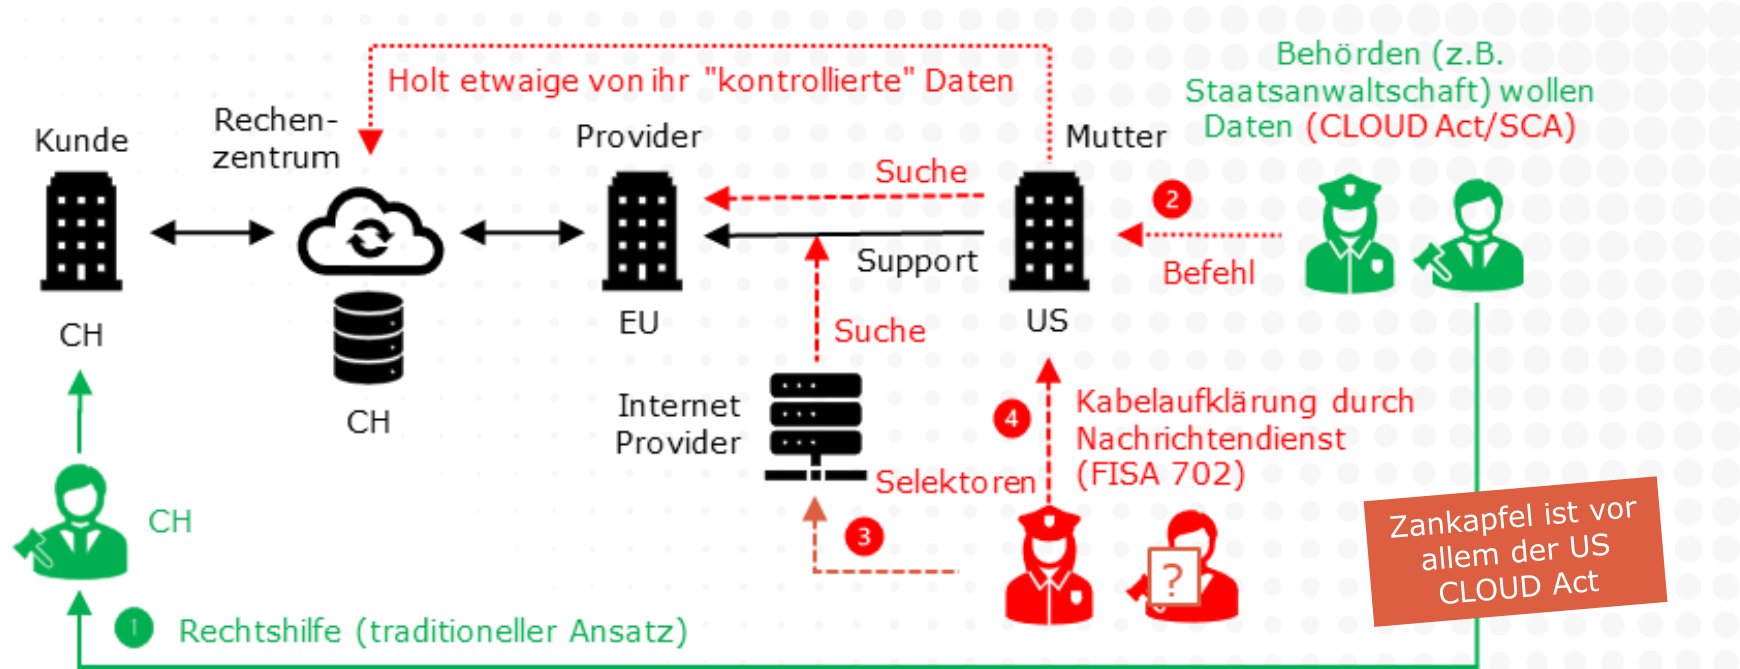 Behörden (z.B.
Staatsanwaltschaft) wollen
Daten (CLOUD Act/SCA)
Holt etwaige von ihr "kontrollierte" Daten
Kunde
Rechen-
zentrum
Provider
Mutter
Suche
2
Support
Befehl
CH
EU
US
Suche
CH
Internet
Provider
4
Kabelaufklärung durch
Nachrichtendienst
(FISA 702)
Selektoren
3
CH
?
Zankapfel ist vor
allem der US
CLOUD Act
1
Rechtshilfe (traditioneller Ansatz)